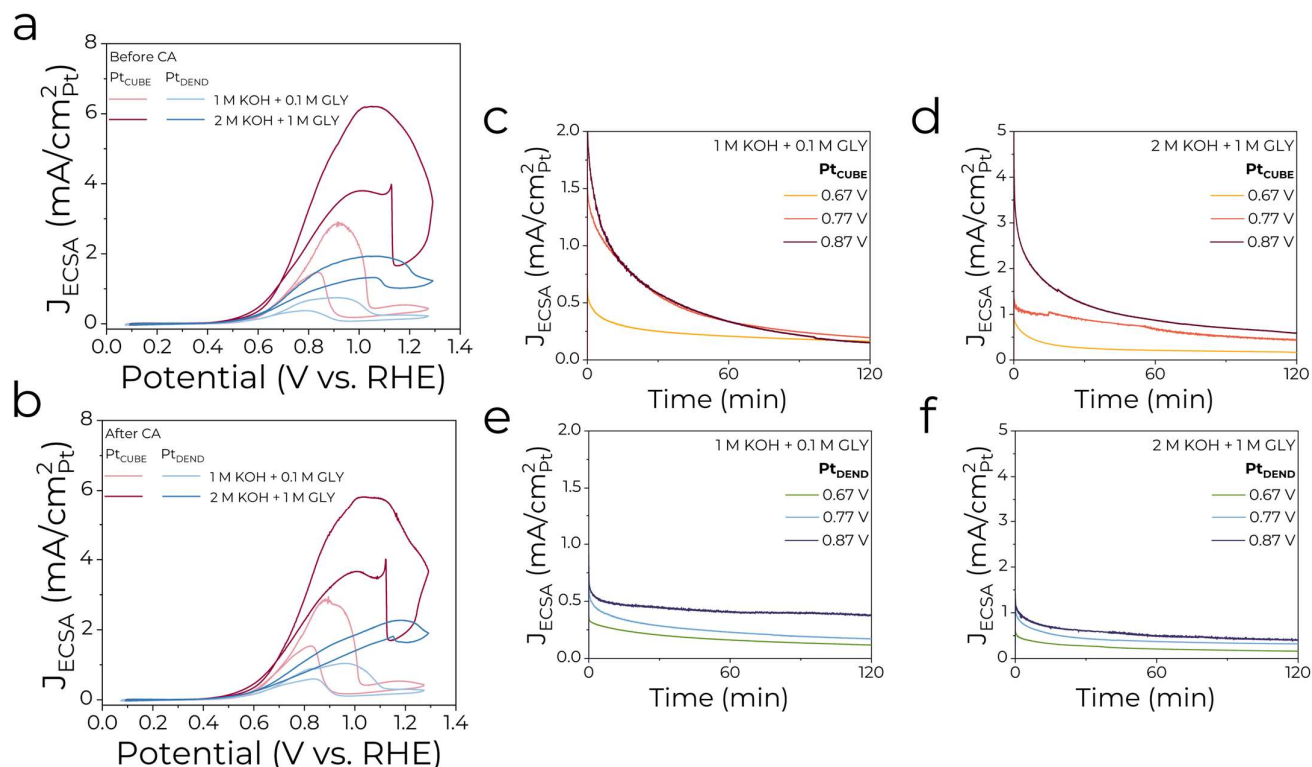 a
8
6
4
2
0
J_ECSA (mA/cm²_Pt)
Before CA
Pt_CUBE Pt_DEND
1 M KOH + 0.1 M GLY
2 M KOH + 1 M GLY
0.0 0.2 0.4 0.6 0.8 1.0 1.2 1.4
Potential (V vs. RHE)
b
8
6
4
2
0
J_ECSA (mA/cm²_Pt)
After CA
Pt_CUBE Pt_DEND
1 M KOH + 0.1 M GLY
2 M KOH + 1 M GLY
0.0 0.2 0.4 0.6 0.8 1.0 1.2 1.4
Potential (V vs. RHE)
c
2.0
1.5
1.0
0.5
0.0
J_ECSA (mA/cm²_Pt)
1 M KOH + 0.1 M GLY
Pt_CUBE
0.67 V
0.77 V
0.87 V
0 60 120
Time (min)
d
5
4
3
2
1
0
J_ECSA (mA/cm²_Pt)
2 M KOH + 1 M GLY
Pt_CUBE
0.67 V
0.77 V
0.87 V
0 60 120
Time (min)
e
2.0
1.5
1.0
0.5
0.0
J_ECSA (mA/cm²_Pt)
1 M KOH + 0.1 M GLY
Pt_DEND
0.67 V
0.77 V
0.87 V
0 60 120
Time (min)
f
5
4
3
2
1
0
J_ECSA (mA/cm²_Pt)
2 M KOH + 1 M GLY
Pt_DEND
0.67 V
0.77 V
0.87 V
0 60 120
Time (min)